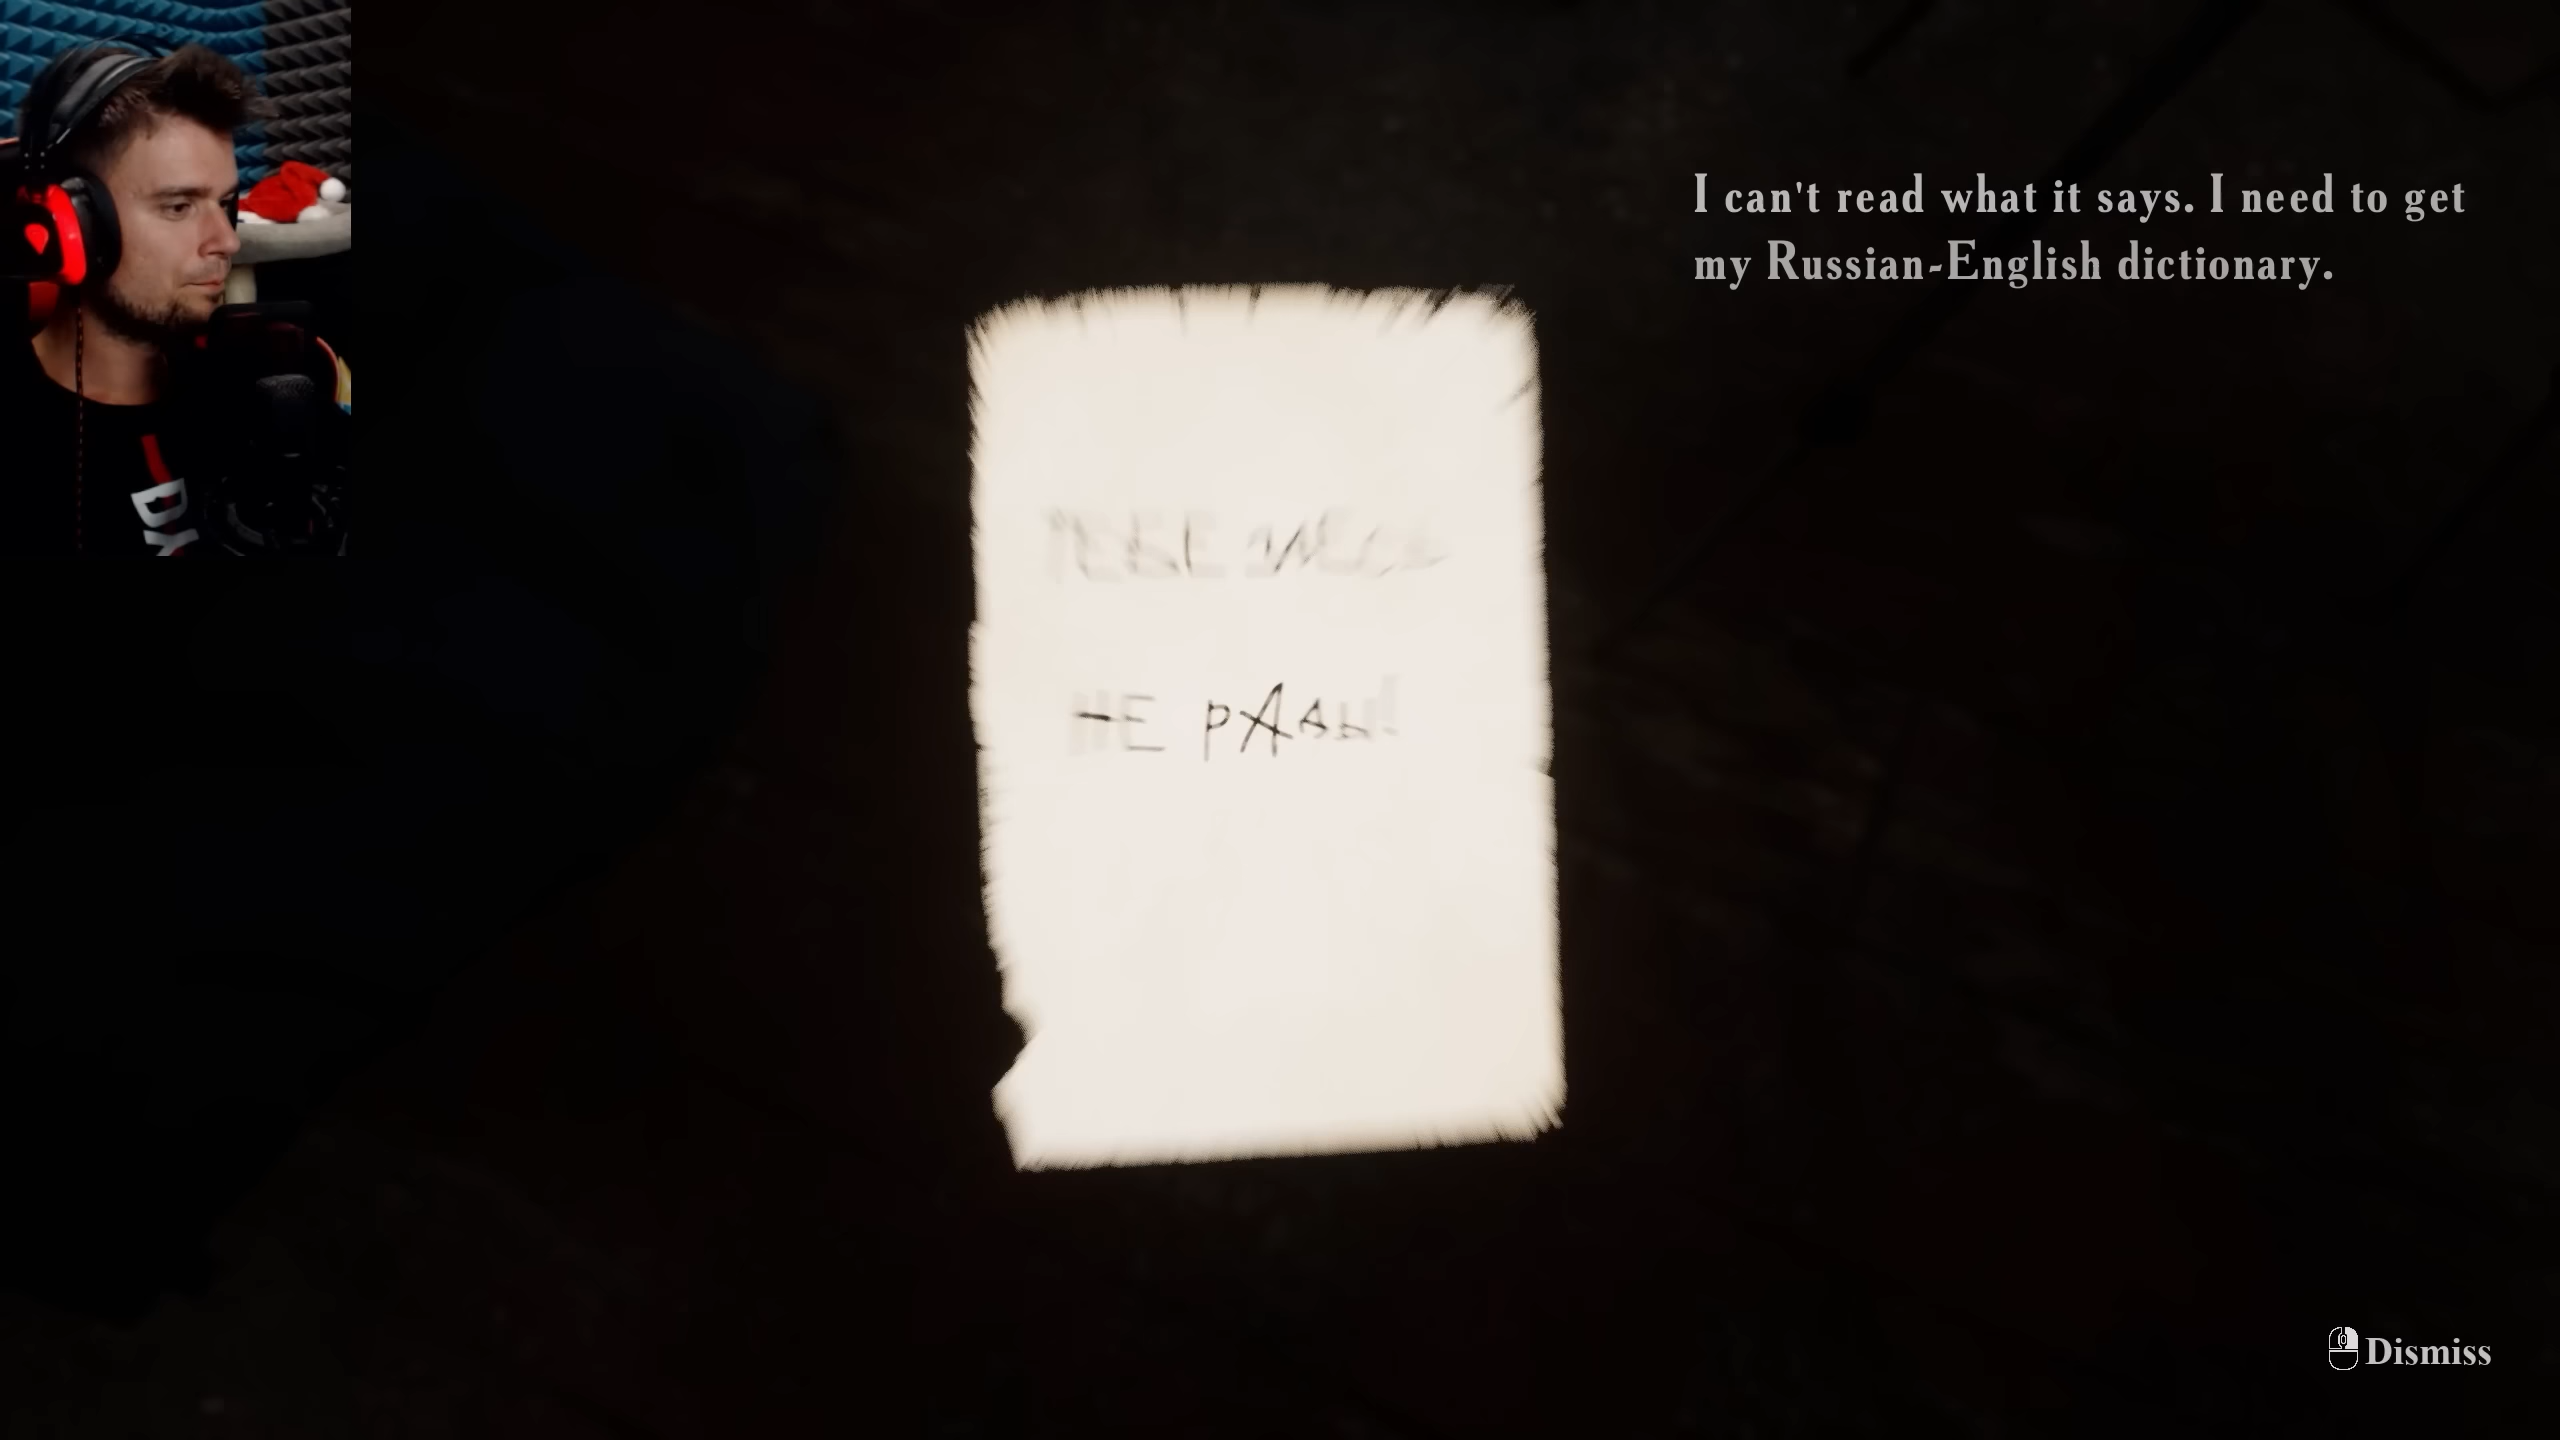 I can't read what it says. I need to get
my Russian-English dictionary.
ТЕБЕ ЗДЕСЬ
НЕ РАДЫ!
Dismiss